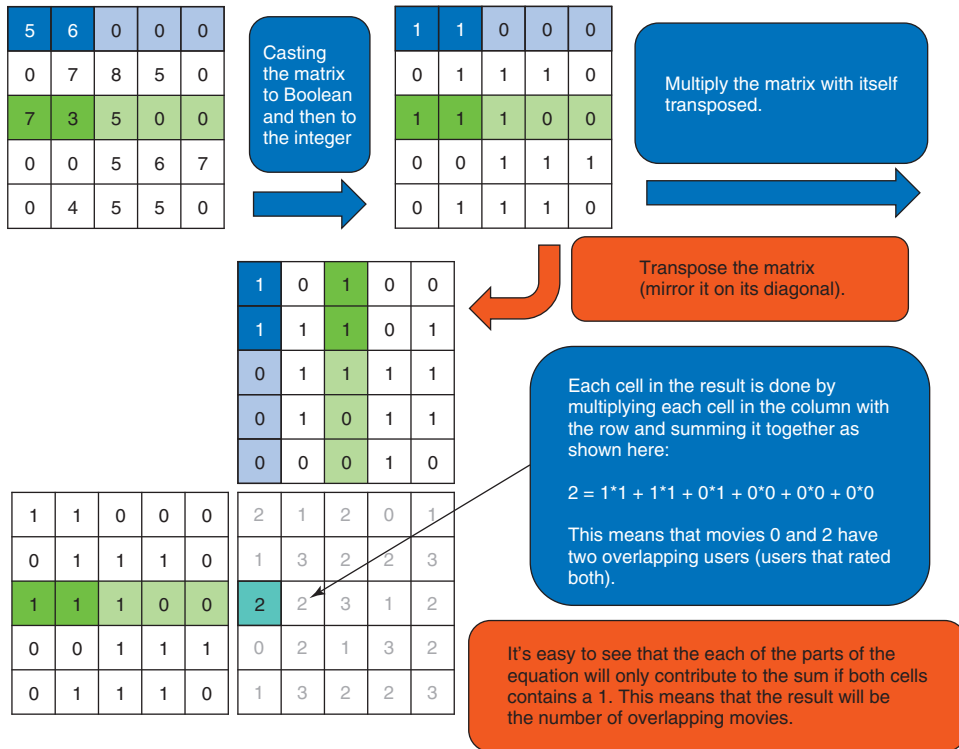 5 6 0 0 0
0 7 8 5 0
7 3 5 0 0
0 0 5 6 7
0 4 5 5 0
Casting
the matrix
to Boolean
and then to
the integer
1 1 0 0 0
0 1 1 1 0
1 1 1 0 0
0 0 1 1 1
0 1 1 1 0
Multiply the matrix with itself
transposed.
Transpose the matrix
(mirror it on its diagonal).
1 0 1 0 0
1 1 1 0 1
0 1 1 1 1
0 1 0 1 1
0 0 0 1 0
Each cell in the result is done by
multiplying each cell in the column with
the row and summing it together as
shown here:
2 = 1*1 + 1*1 + 0*1 + 0*0 + 0*0 + 0*0
This means that movies 0 and 2 have
two overlapping users (users that rated
both).
1 1 0 0 0
0 1 1 1 0
1 1 1 0 0
0 0 1 1 1
0 1 1 1 0
2 1 2 0 1
1 3 2 2 3
2 2 3 1 2
0 2 1 3 2
1 3 2 2 3
It's easy to see that the each of the parts of the
equation will only contribute to the sum if both cells
contains a 1. This means that the result will be
the number of overlapping movies.